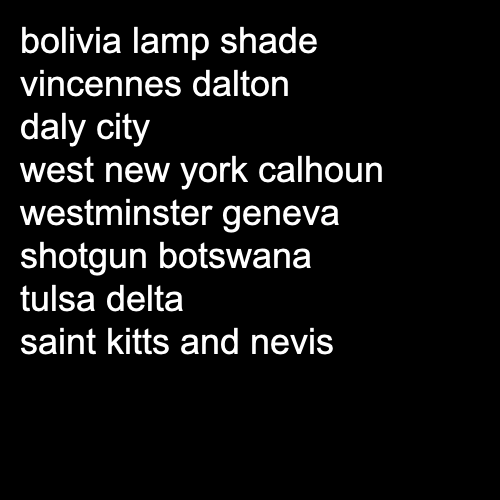 bolivia lamp shade
vincennes dalton
daly city
west new york calhoun
westminster geneva
shotgun botswana
tulsa delta
saint kitts and nevis